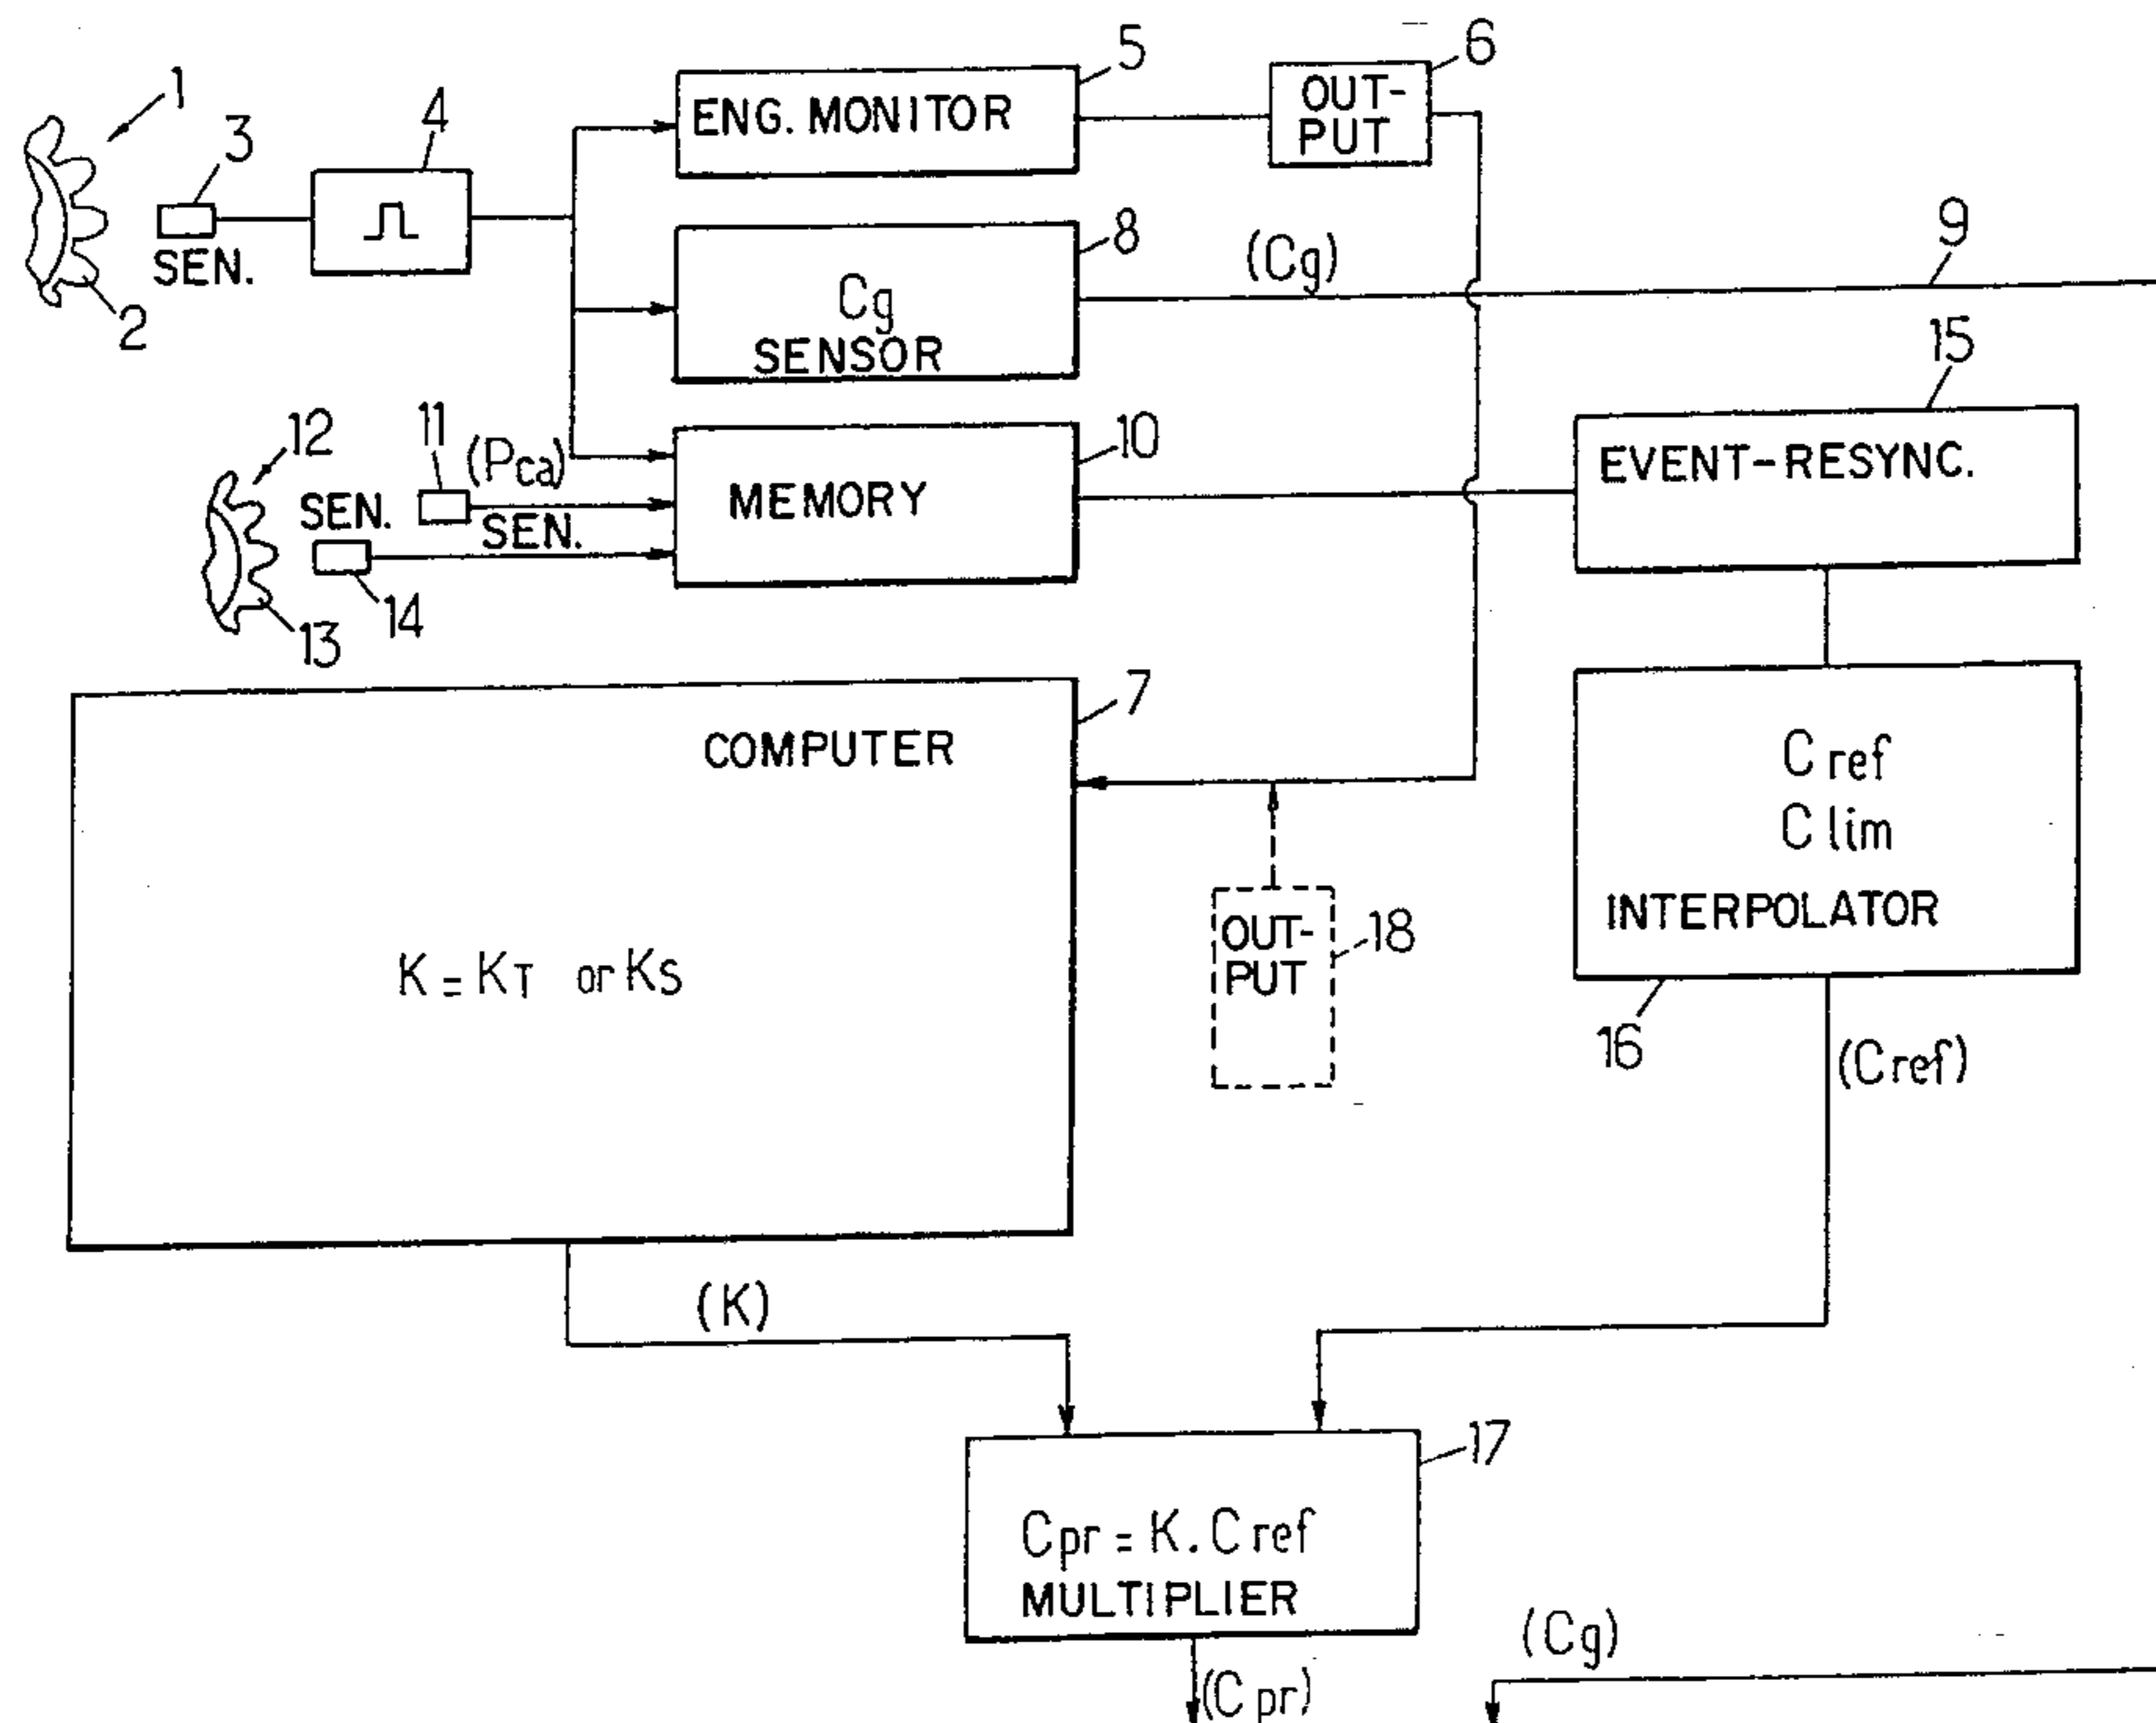 1
3
SEN.
2
4
5
ENG. MONITOR
6
OUT-
PUT
8
Cg
SENSOR
(Cg)
9
12
11
(Pca)
SEN.
SEN.
13
14
10
MEMORY
15
EVENT-RESYNC.
7
COMPUTER
K = KT or KS
OUT-
PUT
18
C ref
C lim
INTERPOLATOR
16
(Cref)
(K)
17
Cpr = K. Cref
MULTIPLIER
(Cpr)
(Cg)